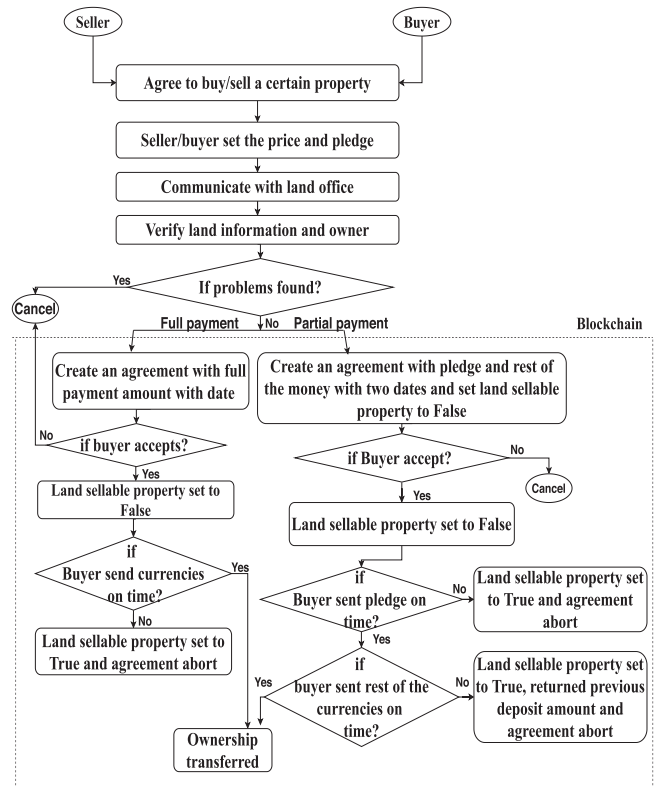 Seller
Buyer
Agree to buy/sell a certain property
Seller/buyer set the price and pledge
Communicate with land office
Verify land information and owner
Yes
If problems found?
Cancel
Full payment
No
Partial payment
Blockchain
Create an agreement with full
payment amount with date
Create an agreement with pledge and rest
of the money with two dates and set land sellable
property to False
No
if buyer accepts?
Yes
if Buyer accept?
No
Cancel
Yes
Land sellable property set to
False
Land sellable property set to False
if
Buyer send currencies
on time?
Yes
No
if
Buyer sent pledge on
time?
No
Yes
Land sellable property set
to True and agreement
abort
Land sellable property set to
True and agreement abort
if
buyer sent rest of the
currencies on
time?
Yes
No
Land sellable property set
to True, returned previous
deposit amount and
agreement abort
Ownership
transferred